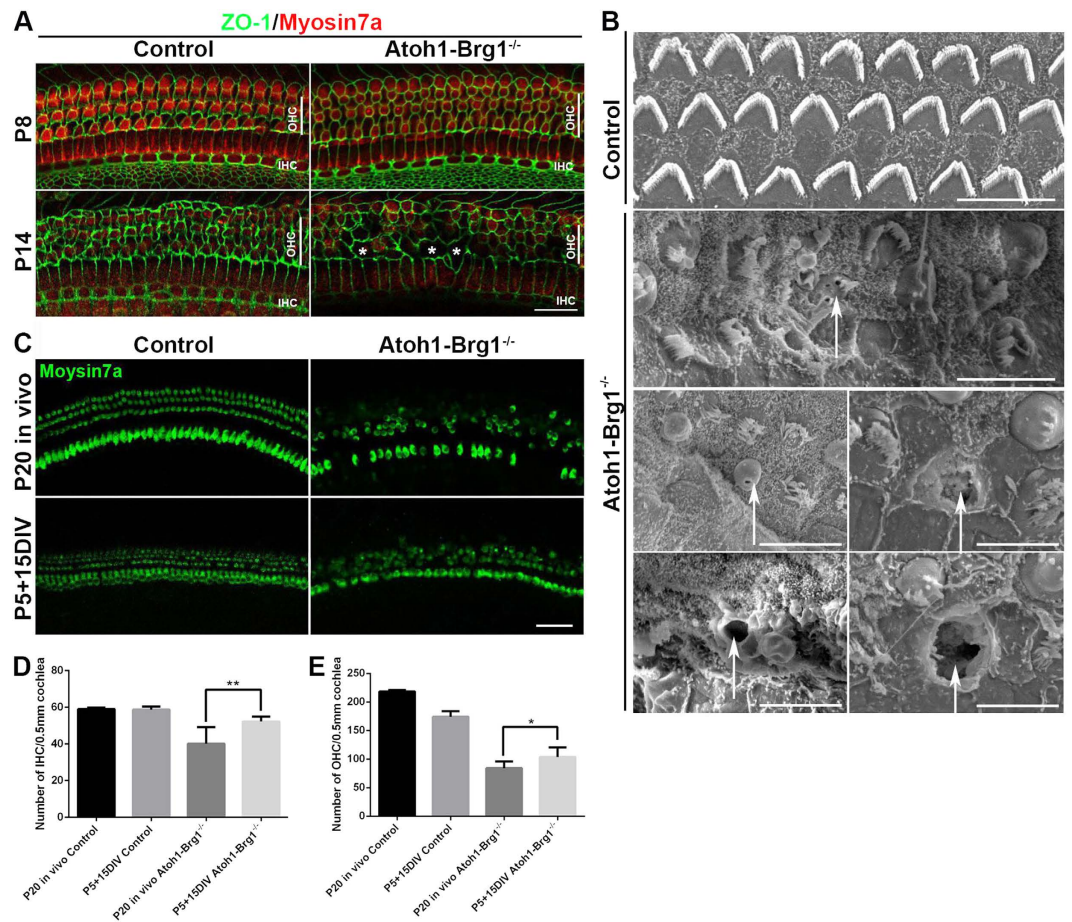 A
ZO-1/Myosin7a
Control
Atoh1-Brg1-/-
P8
OHC
IHC
OHC
IHC
P14
OHC
IHC
* * *
OHC
IHC
B
Control
Atoh1-Brg1-/-
C
Control
Atoh1-Brg1-/-
P20 in vivo
Moysin7a
P5+15DIV
D
Number of IHC/0.5mm cochlea
80
60
40
20
0
**
P20 in vivo Control
P5+15DIV Control
P20 in vivo Atoh1-Brg1-/-
P5+15DIV Atoh1-Brg1-/-
E
Number of OHC/0.5mm cochlea
250
200
150
100
50
0
*
P20 in vivo Control
P5+15DIV Control
P20 in vivo Atoh1-Brg1-/-
P5+15DIV Atoh1-Brg1-/-